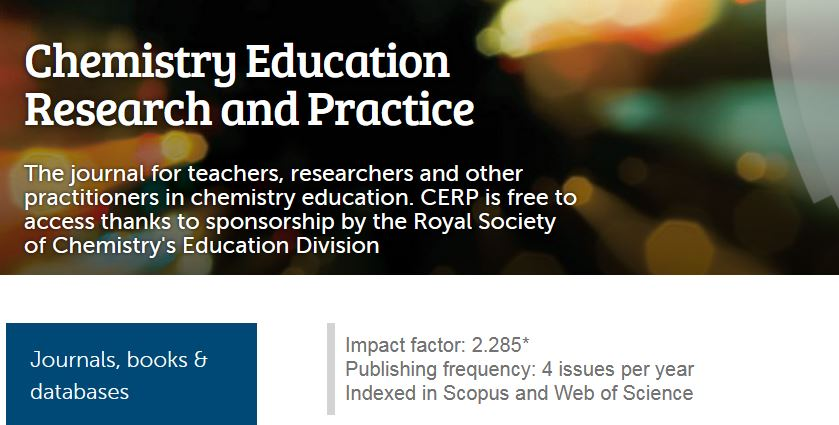 Chemistry Education
Research and Practice
The journal for teachers, researchers and other
practitioners in chemistry education. CERP is free to
access thanks to sponsorship by the Royal Society
of Chemistry's Education Division
Journals, books &
databases
Impact factor: 2.285*
Publishing frequency: 4 issues per year
Indexed in Scopus and Web of Science